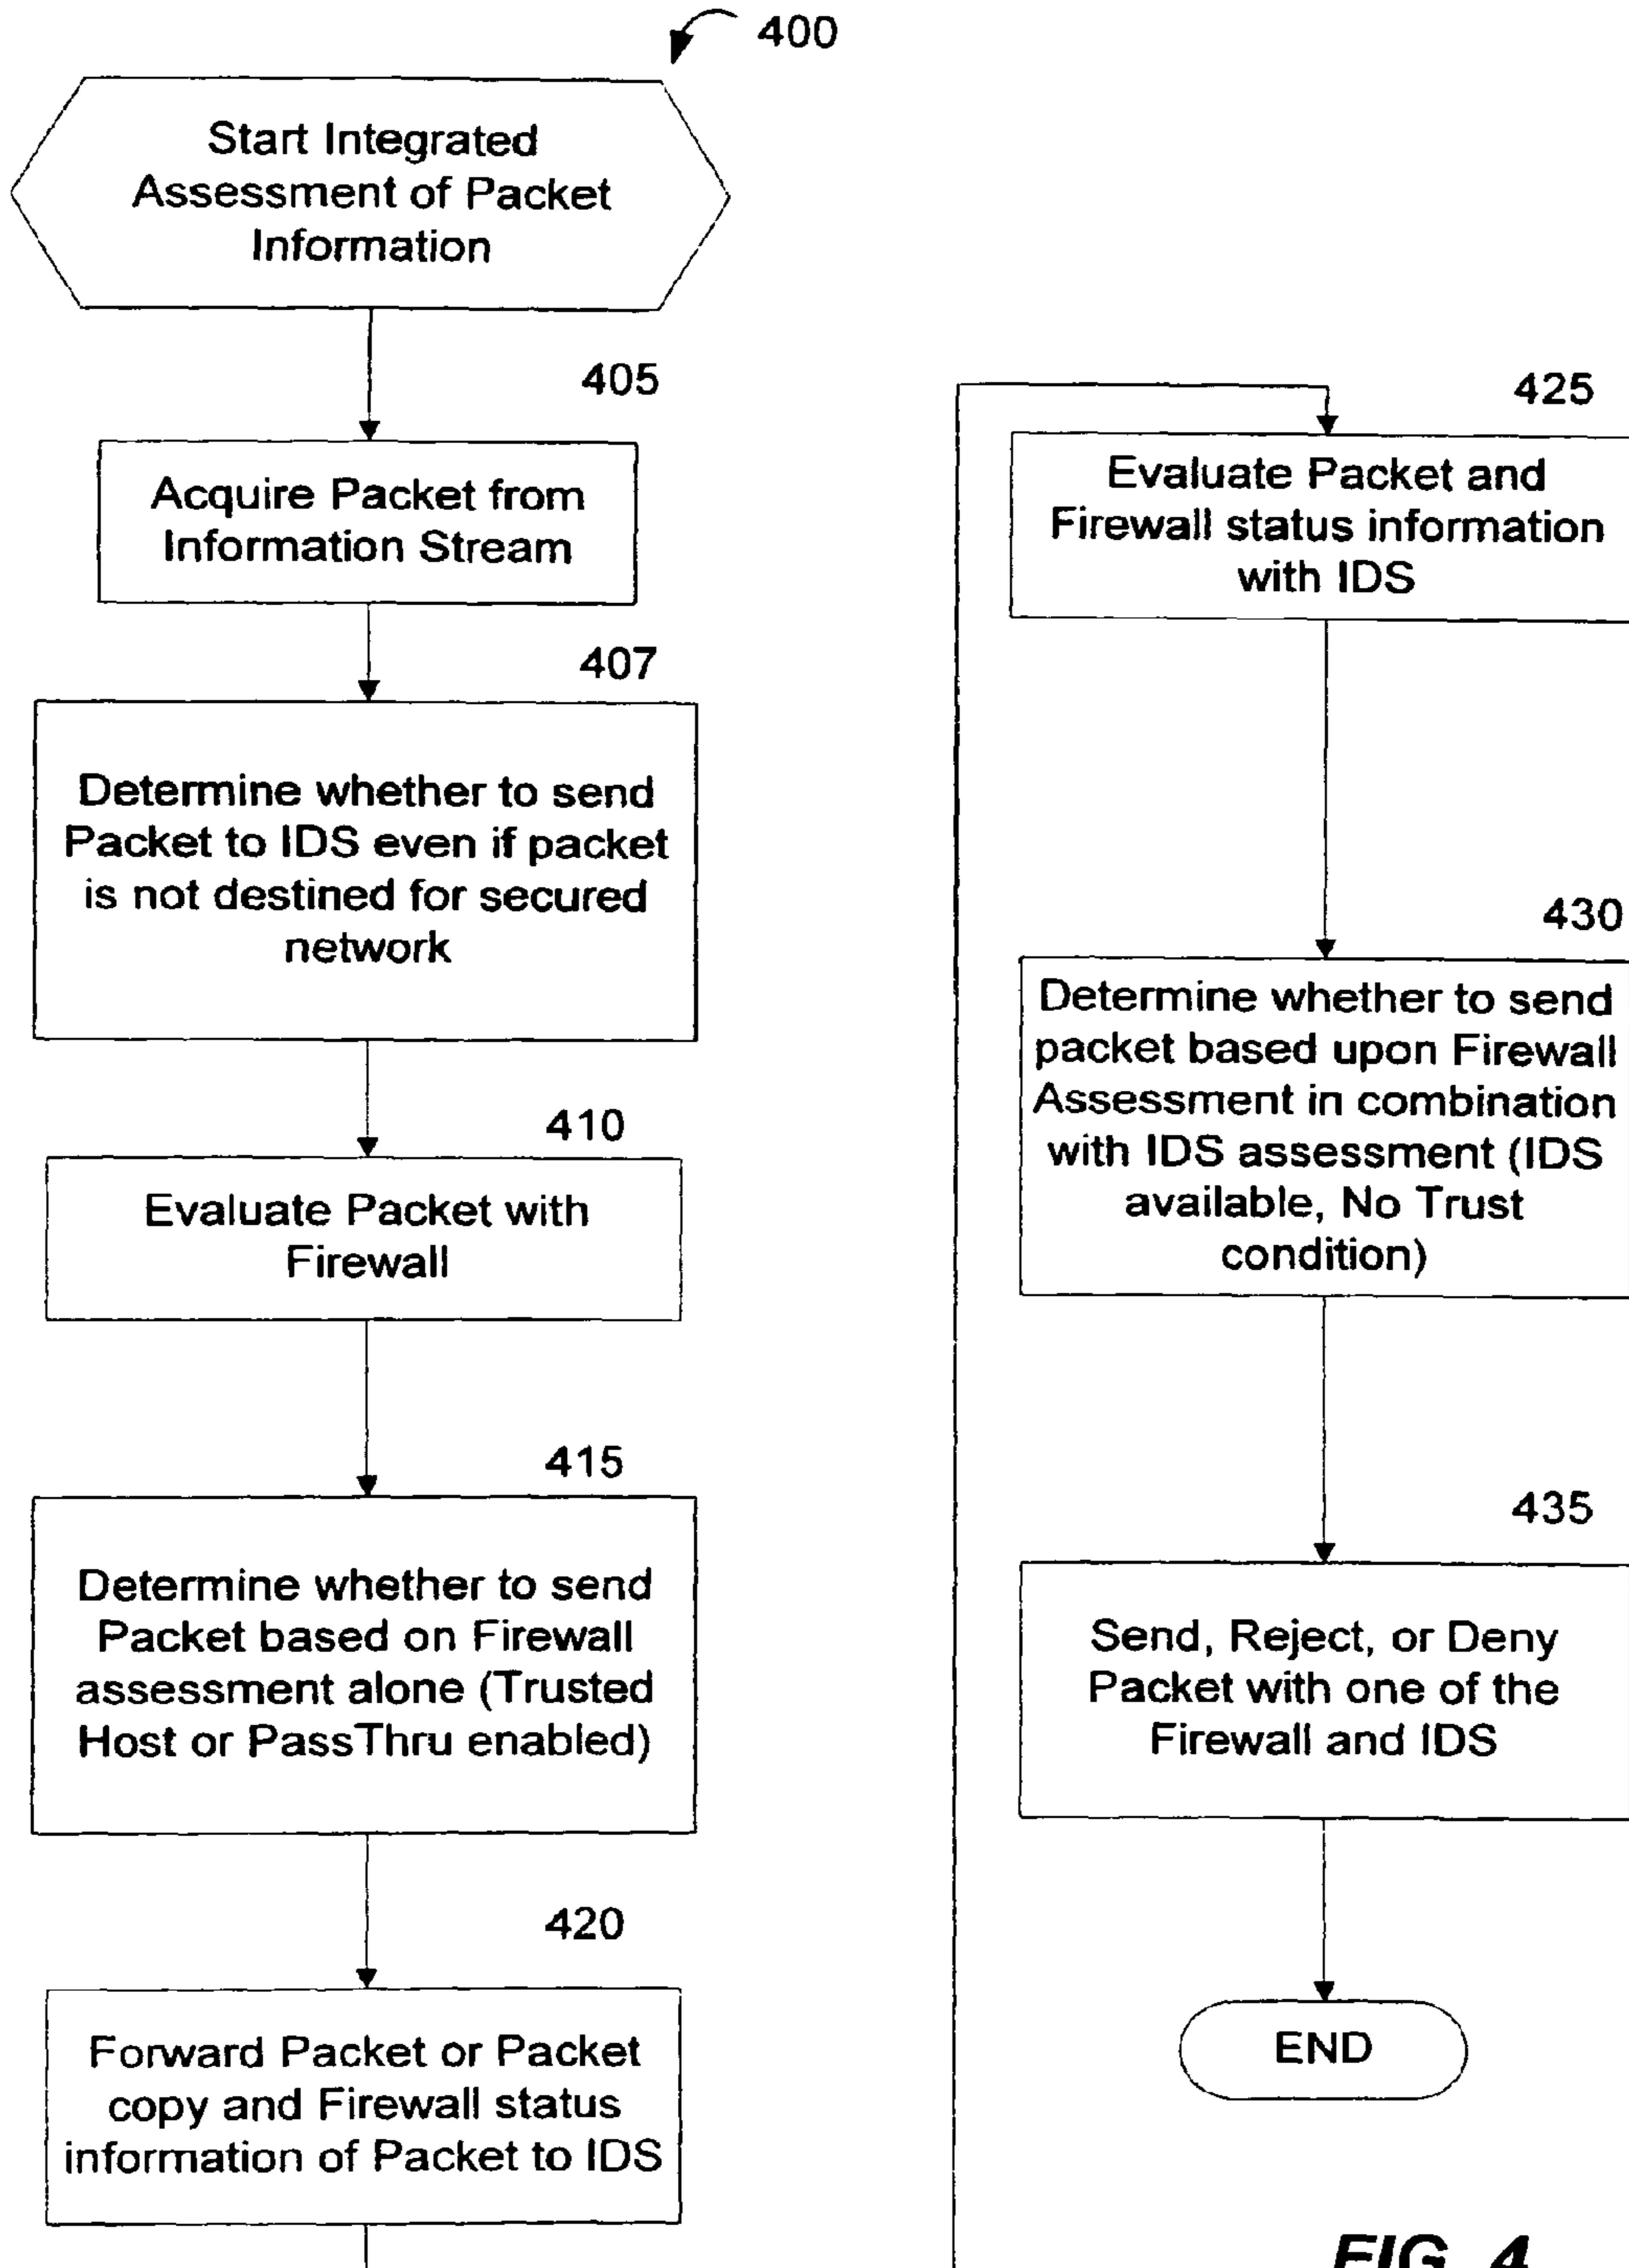 400
Start Integrated
Assessment of Packet
Information
405
Acquire Packet from
Information Stream
407
Determine whether to send
Packet to IDS even if packet
is not destined for secured
network
410
Evaluate Packet with
Firewall
415
Determine whether to send
Packet based on Firewall
assessment alone (Trusted
Host or PassThru enabled)
420
Forward Packet or Packet
copy and Firewall status
information of Packet to IDS
425
Evaluate Packet and
Firewall status information
with IDS
430
Determine whether to send
packet based upon Firewall
Assessment in combination
with IDS assessment (IDS
available, No Trust
condition)
435
Send, Reject, or Deny
Packet with one of the
Firewall and IDS
END
FIG. 4